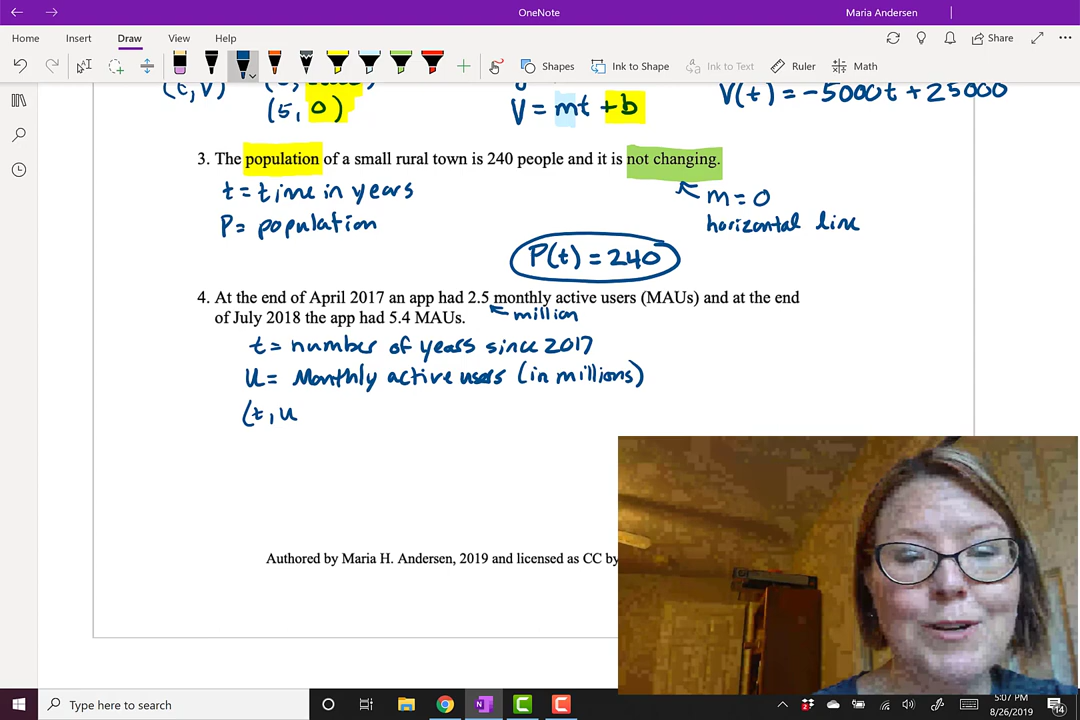 OneNote
Maria Andersen
Home Insert Draw View Help
Share
Shapes Ink to Shape Ink to Text Ruler Math
(t, V)
(5, 0)
V = mt + b
V(t) = -5000t + 25000
3. The population of a small rural town is 240 people and it is not changing.
t = time in years
m = 0
P = population
horizontal line
P(t) = 240
4. At the end of April 2017 an app had 2.5 monthly active users (MAUs) and at the end
million
of July 2018 the app had 5.4 MAUs.
t = number of years since 2017
U = Monthly active users (in millions)
(t, U
Authored by Maria H. Andersen, 2019 and licensed as CC by
Type here to search
5:07 PM
8/26/2019
14